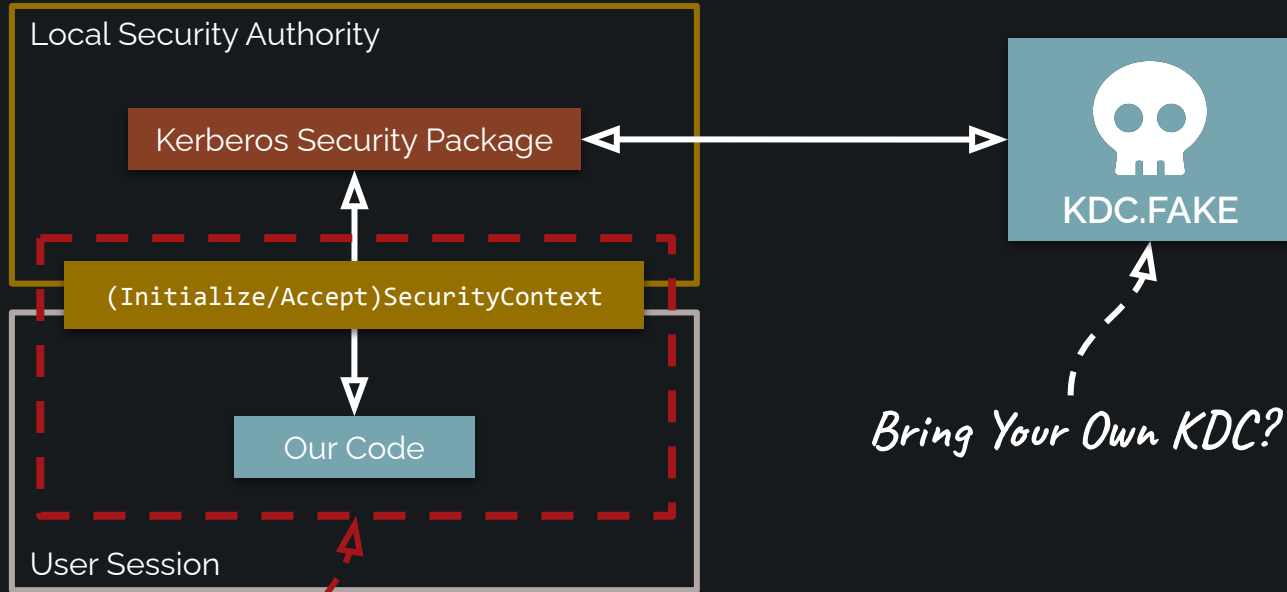 Local Security Authority
Kerberos Security Package
KDC.FAKE
(Initialize/Accept)SecurityContext
Our Code
Bring Your Own KDC?
User Session